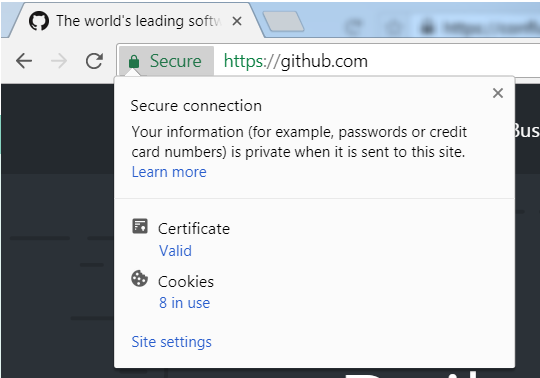 The world's leading softw
Secure
https://github.com
Secure connection
Your information (for example, passwords or credit
card numbers) is private when it is sent to this site.
Learn more
Bus
Certificate
Valid
Cookies
8 in use
Site settings